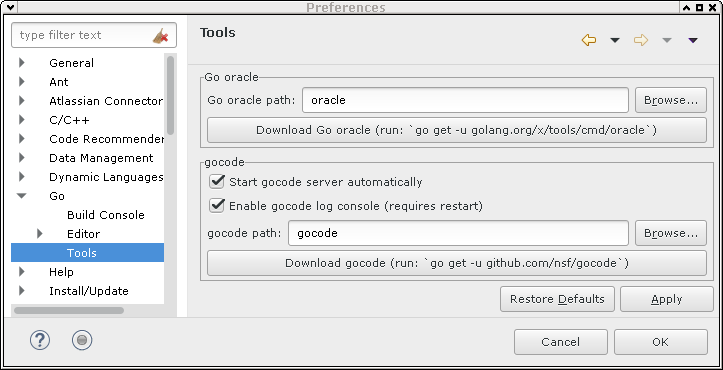 Preferences
type filter text
General
Ant
Atlassian Connector
C/C++
Code Recommender
Data Management
Dynamic Languages
Go
Build Console
Editor
Tools
Help
Install/Update
Tools
Go oracle
Go oracle path: oracle Browse...
Download Go oracle (run: `go get -u golang.org/x/tools/cmd/oracle`)
gocode
Start gocode server automatically
Enable gocode log console (requires restart)
gocode path: gocode Browse...
Download gocode (run: `go get -u github.com/nsf/gocode`)
Restore Defaults Apply
? Cancel OK